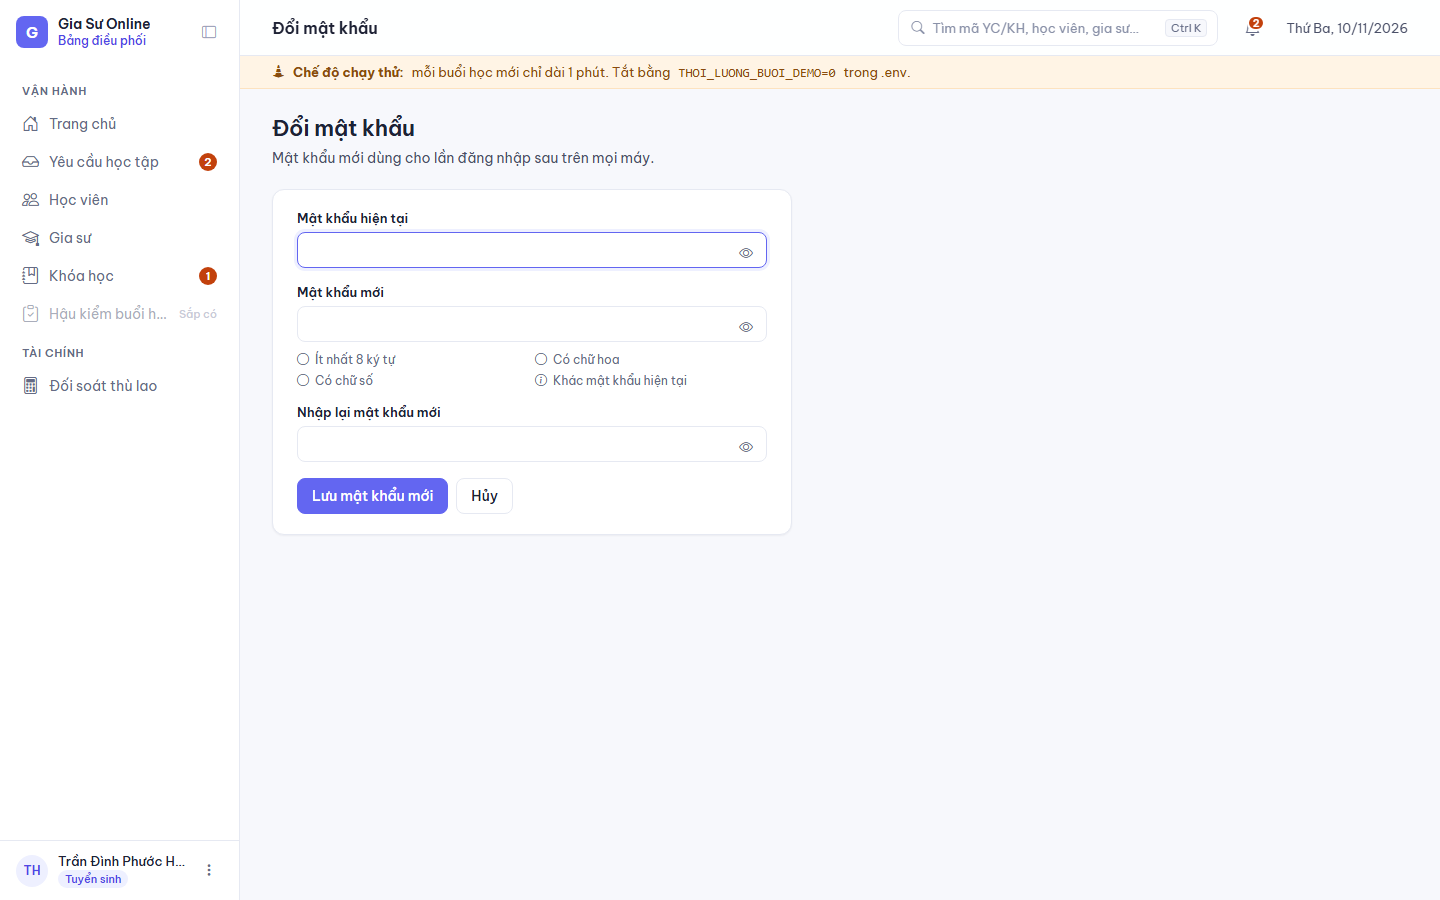 G
Gia Sư Online
Bảng điều phối
VẬN HÀNH
Trang chủ
Yêu cầu học tập 2
Học viên
Gia sư
Khóa học 1
Hậu kiểm buổi h... Sắp có
TÀI CHÍNH
Đối soát thù lao
TH
Trần Đình Phước H...
Tuyển sinh
Đổi mật khẩu
Tìm mã YC/KH, học viên, gia sư... Ctrl K
2
Thứ Ba, 10/11/2026
Chế độ chạy thử: mỗi buổi học mới chỉ dài 1 phút. Tắt bằng THOI_LUONG_BUOI_DEMO=0 trong .env.
Đổi mật khẩu
Mật khẩu mới dùng cho lần đăng nhập sau trên mọi máy.
Mật khẩu hiện tại
Mật khẩu mới
Ít nhất 8 ký tự
Có chữ hoa
Có chữ số
Khác mật khẩu hiện tại
Nhập lại mật khẩu mới
Lưu mật khẩu mới
Hủy